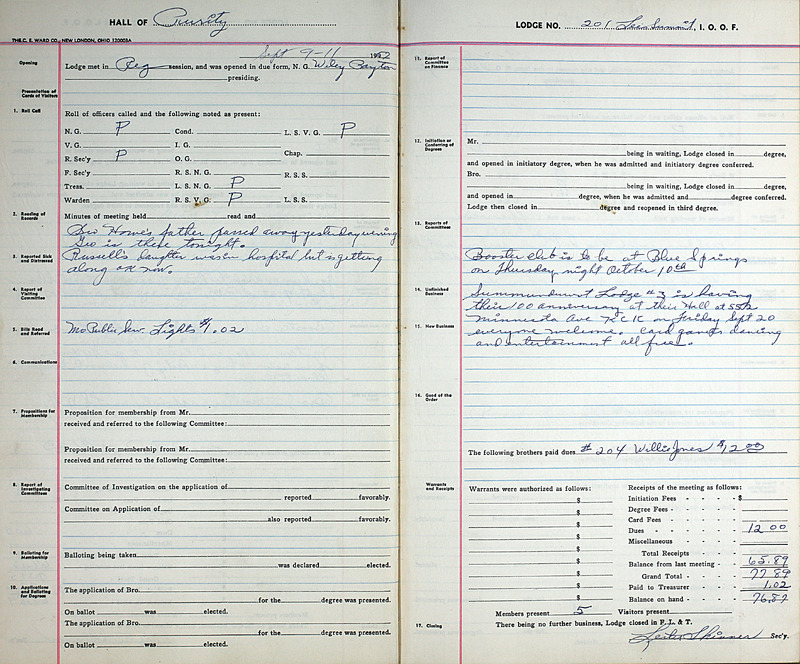 HALL OF Purity
THE C. E. WARD CO., NEW LONDON, OHIO 12000SA
Sept 9-11 1952
Opening
Lodge met in Reg session, and was opened in due form, N. G. Wiley Payton
presiding.
Presentation of Cards of Visitors
1. Roll Call
Roll of officers called and the following noted as present:
N. G. P Cond. L. S. V. G. P
V. G. I. G.
R. Sec'y P O. G. Chap.
F. Sec'y R. S. N. G. R. S. S.
Treas. L. S. N. G. P
Warden R. S. V. G. P L. S. S.
2. Reading of Records
Minutes of meeting held read and
Geo Howe's father passed away yesterday evening
Geo is there tonight.
3. Reported Sick and Distressed
Russell's daughter was in hospital but is getting
along ok now.
4. Report of Visiting Committee
5. Bills Read and Referred
Mo Public Serv. Lights $1.02
6. Communications
7. Propositions for Membership
Proposition for membership from Mr.
received and referred to the following Committee:
Proposition for membership from Mr.
received and referred to the following Committee:
8. Report of Investigating Committees
Committee of Investigation on the application of
reported favorably.
Committee on Application of
also reported favorably.
9. Balloting for Membership
Balloting being taken
was declared elected.
10. Applications and Balloting for Degrees
The application of Bro.
for the degree was presented.
On ballot was elected.
The application of Bro.
for the degree was presented.
On ballot was elected.
LODGE NO. 201 Lee's Summit, I. O. O. F.
11. Report of Committee on Finance
12. Initiation or Conferring of Degrees
Mr.
being in waiting, Lodge closed in degree,
and opened in initiatory degree, when he was admitted and initiatory degree conferred.
Bro.
being in waiting, Lodge closed in degree,
and opened in degree, when he was admitted and degree conferred.
Lodge then closed in degree and reopened in third degree.
13. Reports of Committees
Booster club is to be at Blue Springs
on Thursday night October 10th
14. Unfinished Business
Lodge #3 is having
their 100 anniversary at their Hall at
15. New Business
Minnesota Ave K C K on Friday Sept 20
everyone welcome. Card games dancing
and entertainment all free.
16. Good of the Order
The following brothers paid dues #204 Willie Jones $12.00
Warrants and Receipts
Warrants were authorized as follows: Receipts of the meeting as follows:
$ Initiation Fees - - - - $
$ Degree Fees - - - - -
$ Card Fees - - - - -
$ Dues - - - - - - 12 00
$ Miscellaneous - - - -
$ Total Receipts
$ Balance from last meeting - 65.89
$ Grand Total - - - 77 89
$ Paid to Treasurer - - - 1.02
$ Balance on hand - - - 76.87
Members present 5 Visitors present
17. Closing
There being no further business, Lodge closed in F., L. & T.
Skinner Sec'y.